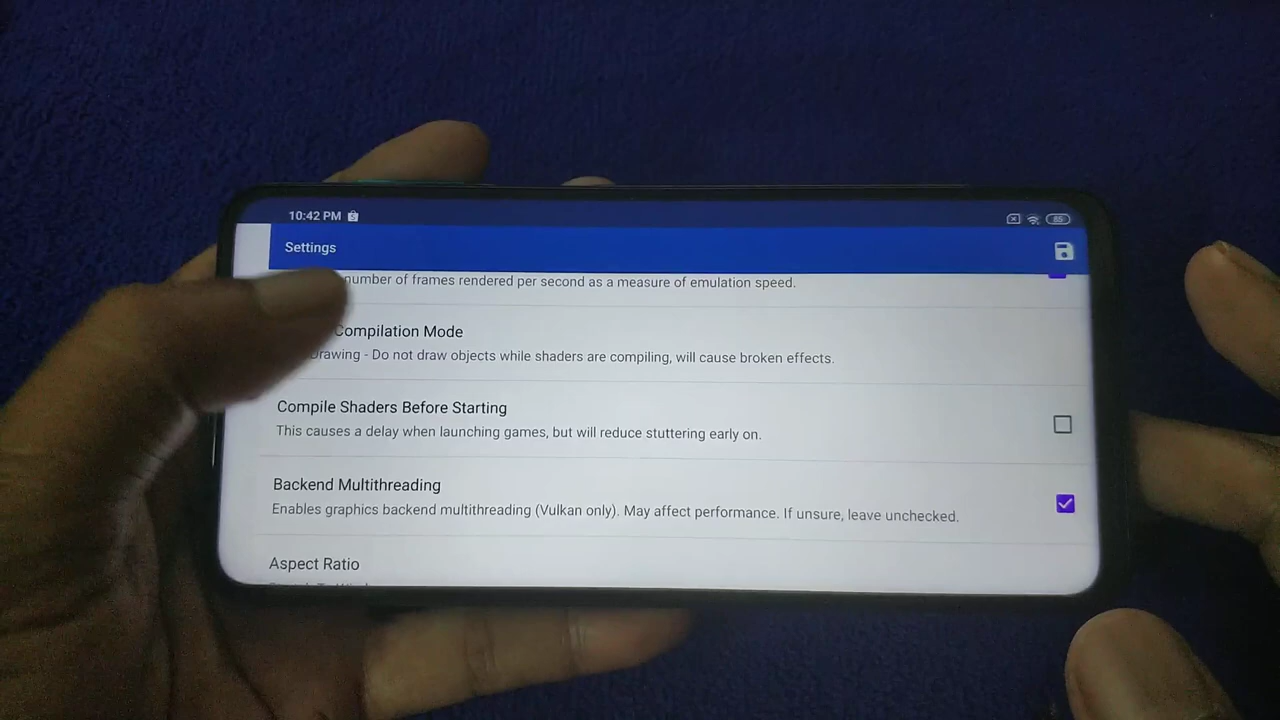 10:42 PM
85
Settings
number of frames rendered per second as a measure of emulation speed.
Compilation Mode
Drawing - Do not draw objects while shaders are compiling, will cause broken effects.
Compile Shaders Before Starting
This causes a delay when launching games, but will reduce stuttering early on.
Backend Multithreading
Enables graphics backend multithreading (Vulkan only). May affect performance. If unsure, leave unchecked.
Aspect Ratio